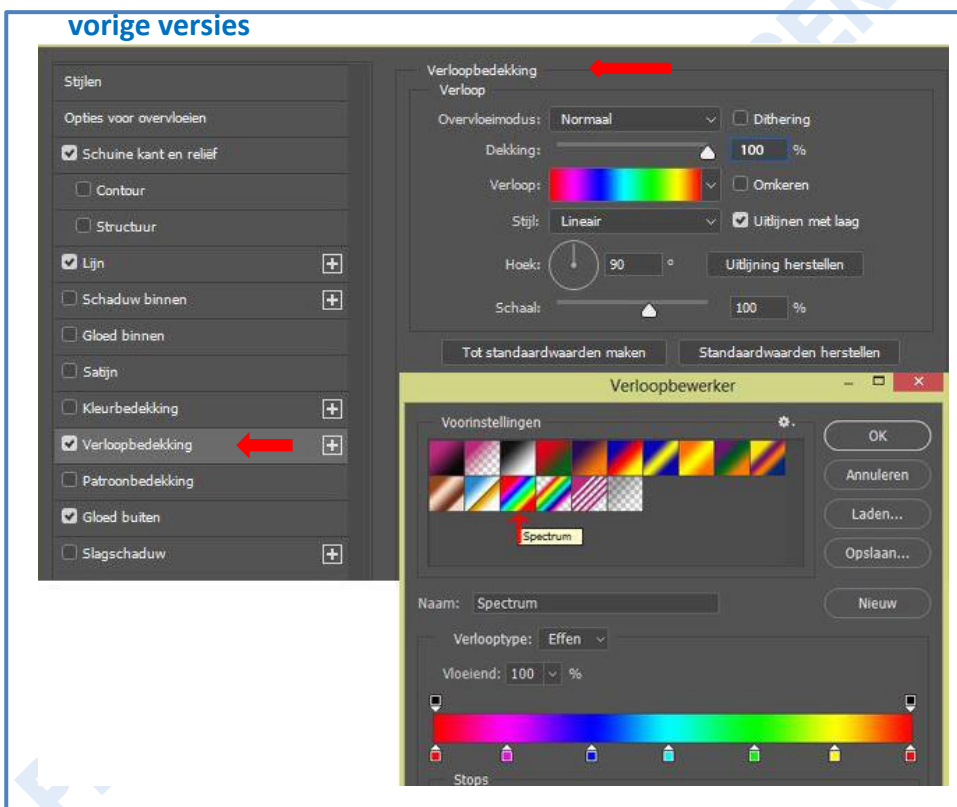 vorige versies
Stijlen
Opties voor overvloeien
Schuine kant en reliëf
Contour
Structuur
Lijn
Schaduw binnen
Gloed binnen
Satijn
Kleurbedekking
Verloopbedekking
Patroonbedekking
Gloed buiten
Slagschaduw
Verloopbedekking
Verloop
Overvloeimodus: Normaal Dithering
Dekking: 100 %
Verloop: Omkeren
Stijl: Lineair Uitlijnen met laag
Hoek: 90 ° Uitlijning herstellen
Schaal: 100 %
Tot standaardwaarden maken Standaardwaarden herstellen
Verloopbewerker
Voorinstellingen
OK
Annuleren
Laden...
Opslaan...
Spectrum
Naam: Spectrum Nieuw
Verlooptype: Effen
Vloeiend: 100 %
Stops